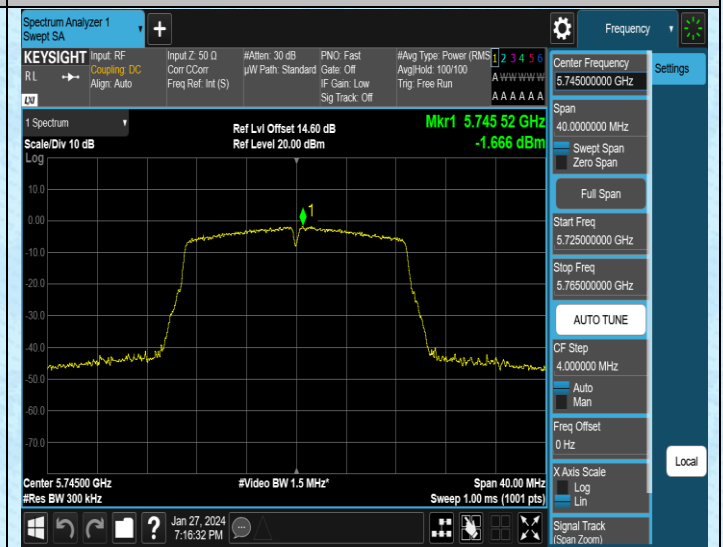 Spectrum Analyzer 1
Swept SA
+
Frequency
KEYSIGHT
RL
LXI
Input: RF
Coupling: DC
Align: Auto
Input Z: 50 Ω
Corr CCorr
Freq Ref: Int (S)
#Atten: 30 dB
µW Path: Standard
PNO: Fast
Gate: Off
IF Gain: Low
Sig Track: Off
#Avg Type: Power (RMS
Avg|Hold: 100/100
Trig: Free Run
1 2 3 4 5 6
A W W W W W
A A A A A A
1 Spectrum
Scale/Div 10 dB
Ref Lvl Offset 14.60 dB
Ref Level 20.00 dBm
Mkr1 5.745 52 GHz
-1.666 dBm
Log
10.0
0.00
-10.0
-20.0
-30.0
-40.0
-50.0
-60.0
-70.0
1
Center 5.74500 GHz
#Res BW 300 kHz
#Video BW 1.5 MHz*
Span 40.00 MHz
Sweep 1.00 ms (1001 pts)
Center Frequency
5.745000000 GHz
Settings
Span
40.0000000 MHz
Swept Span
Zero Span
Full Span
Start Freq
5.725000000 GHz
Stop Freq
5.765000000 GHz
AUTO TUNE
CF Step
4.000000 MHz
Auto
Man
Freq Offset
0 Hz
X Axis Scale
Log
Lin
Local
Signal Track
(Span Zoom)
?
Jan 27, 2024
7:16:32 PM